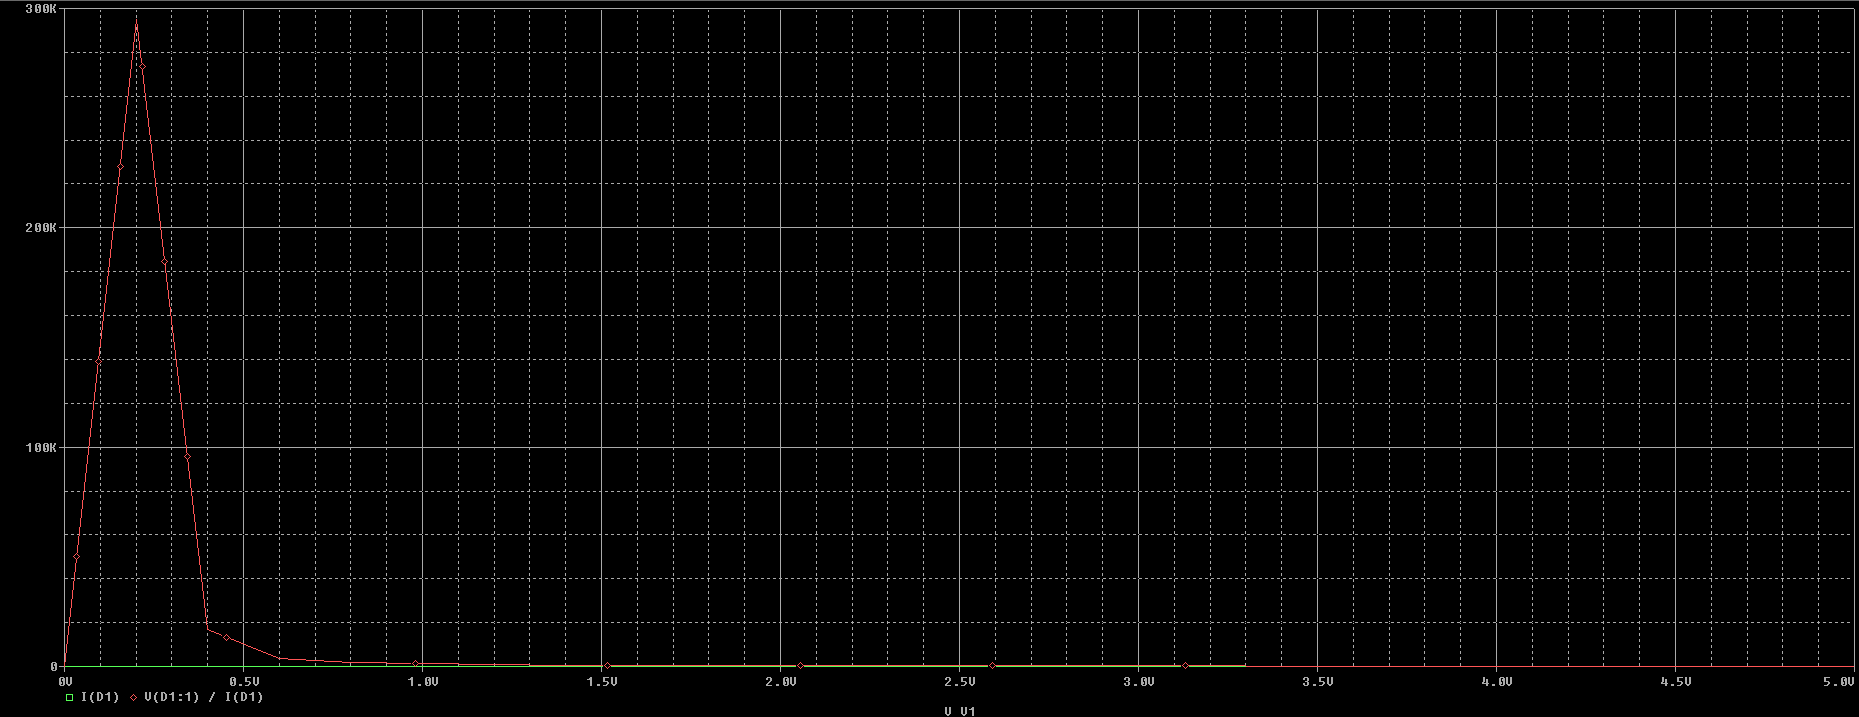 300K
200K
100K
0
0V 0.5V 1.0V 1.5V 2.0V 2.5V 3.0V 3.5V 4.0V 4.5V 5.0V
I(D1) V(D1:1) / I(D1)
V_V1